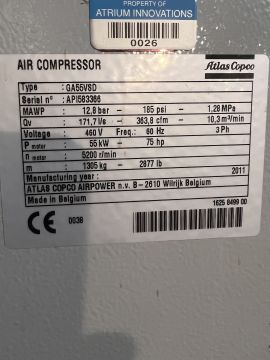 PROPERTY OF
ATRIUM INNOVATIONS
0026
AIR COMPRESSOR Atlas Copco
Type : GA55VSD
Serial n° : API583366
MAWP : 12,8 bar - 185 psi - 1,28 MPa
Qv : 171,7 l/s - 363,8 cfm - 10,3 m³/min
Voltage : 460 V Freq.: 60 Hz 3 Ph
P motor : 55 kW - 75 hp
n motor : 5200 r/min
m : 1305 kg - 2877 lb
Manufacturing year : 2011
ATLAS COPCO AIRPOWER n.v. B-2610 Wilrijk Belgium
Made in Belgium
1625 8499 00
CE 0038